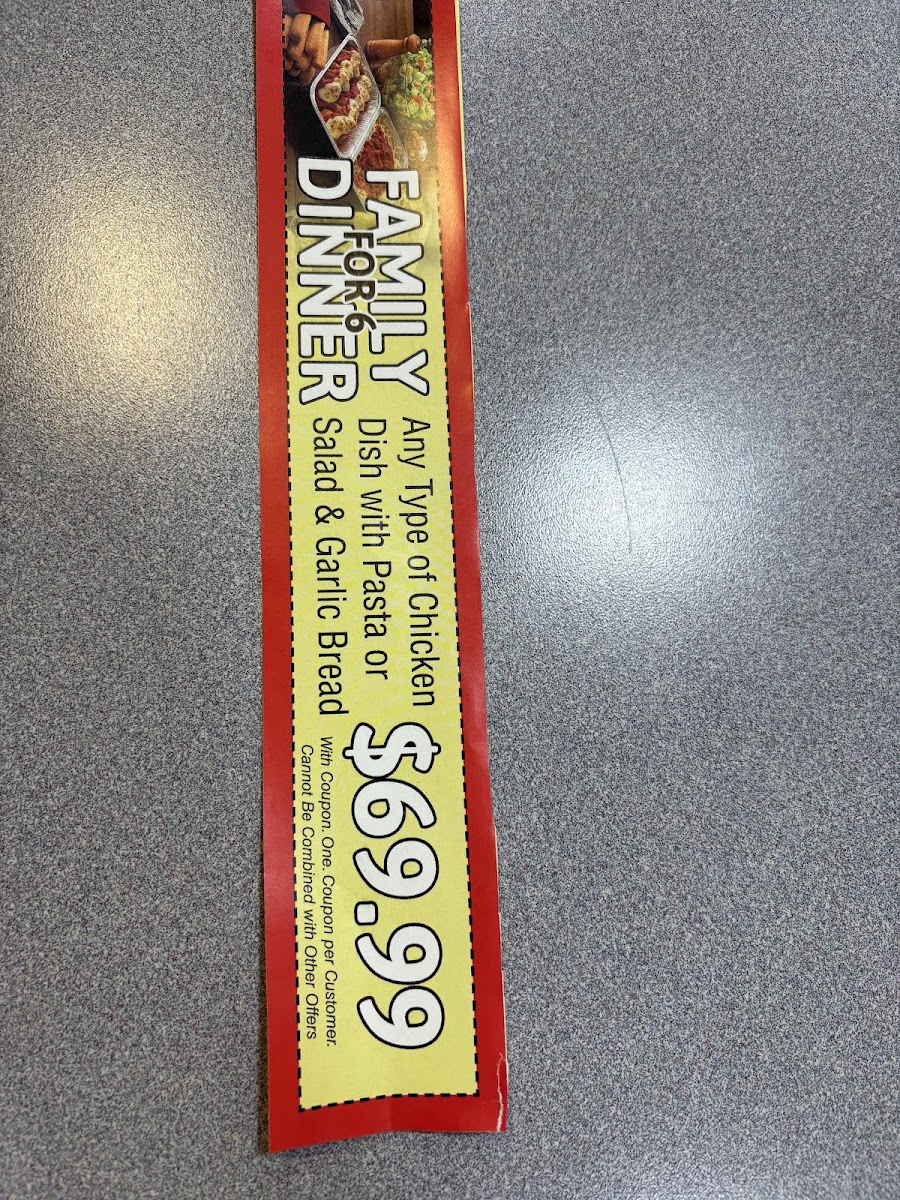 FAMILY
FOR 6
DINNER
Any Type of Chicken
Dish with Pasta or
Salad & Garlic Bread
$69.99
With Coupon. One. Coupon per Customer.
Cannot Be Combined with Other Offers